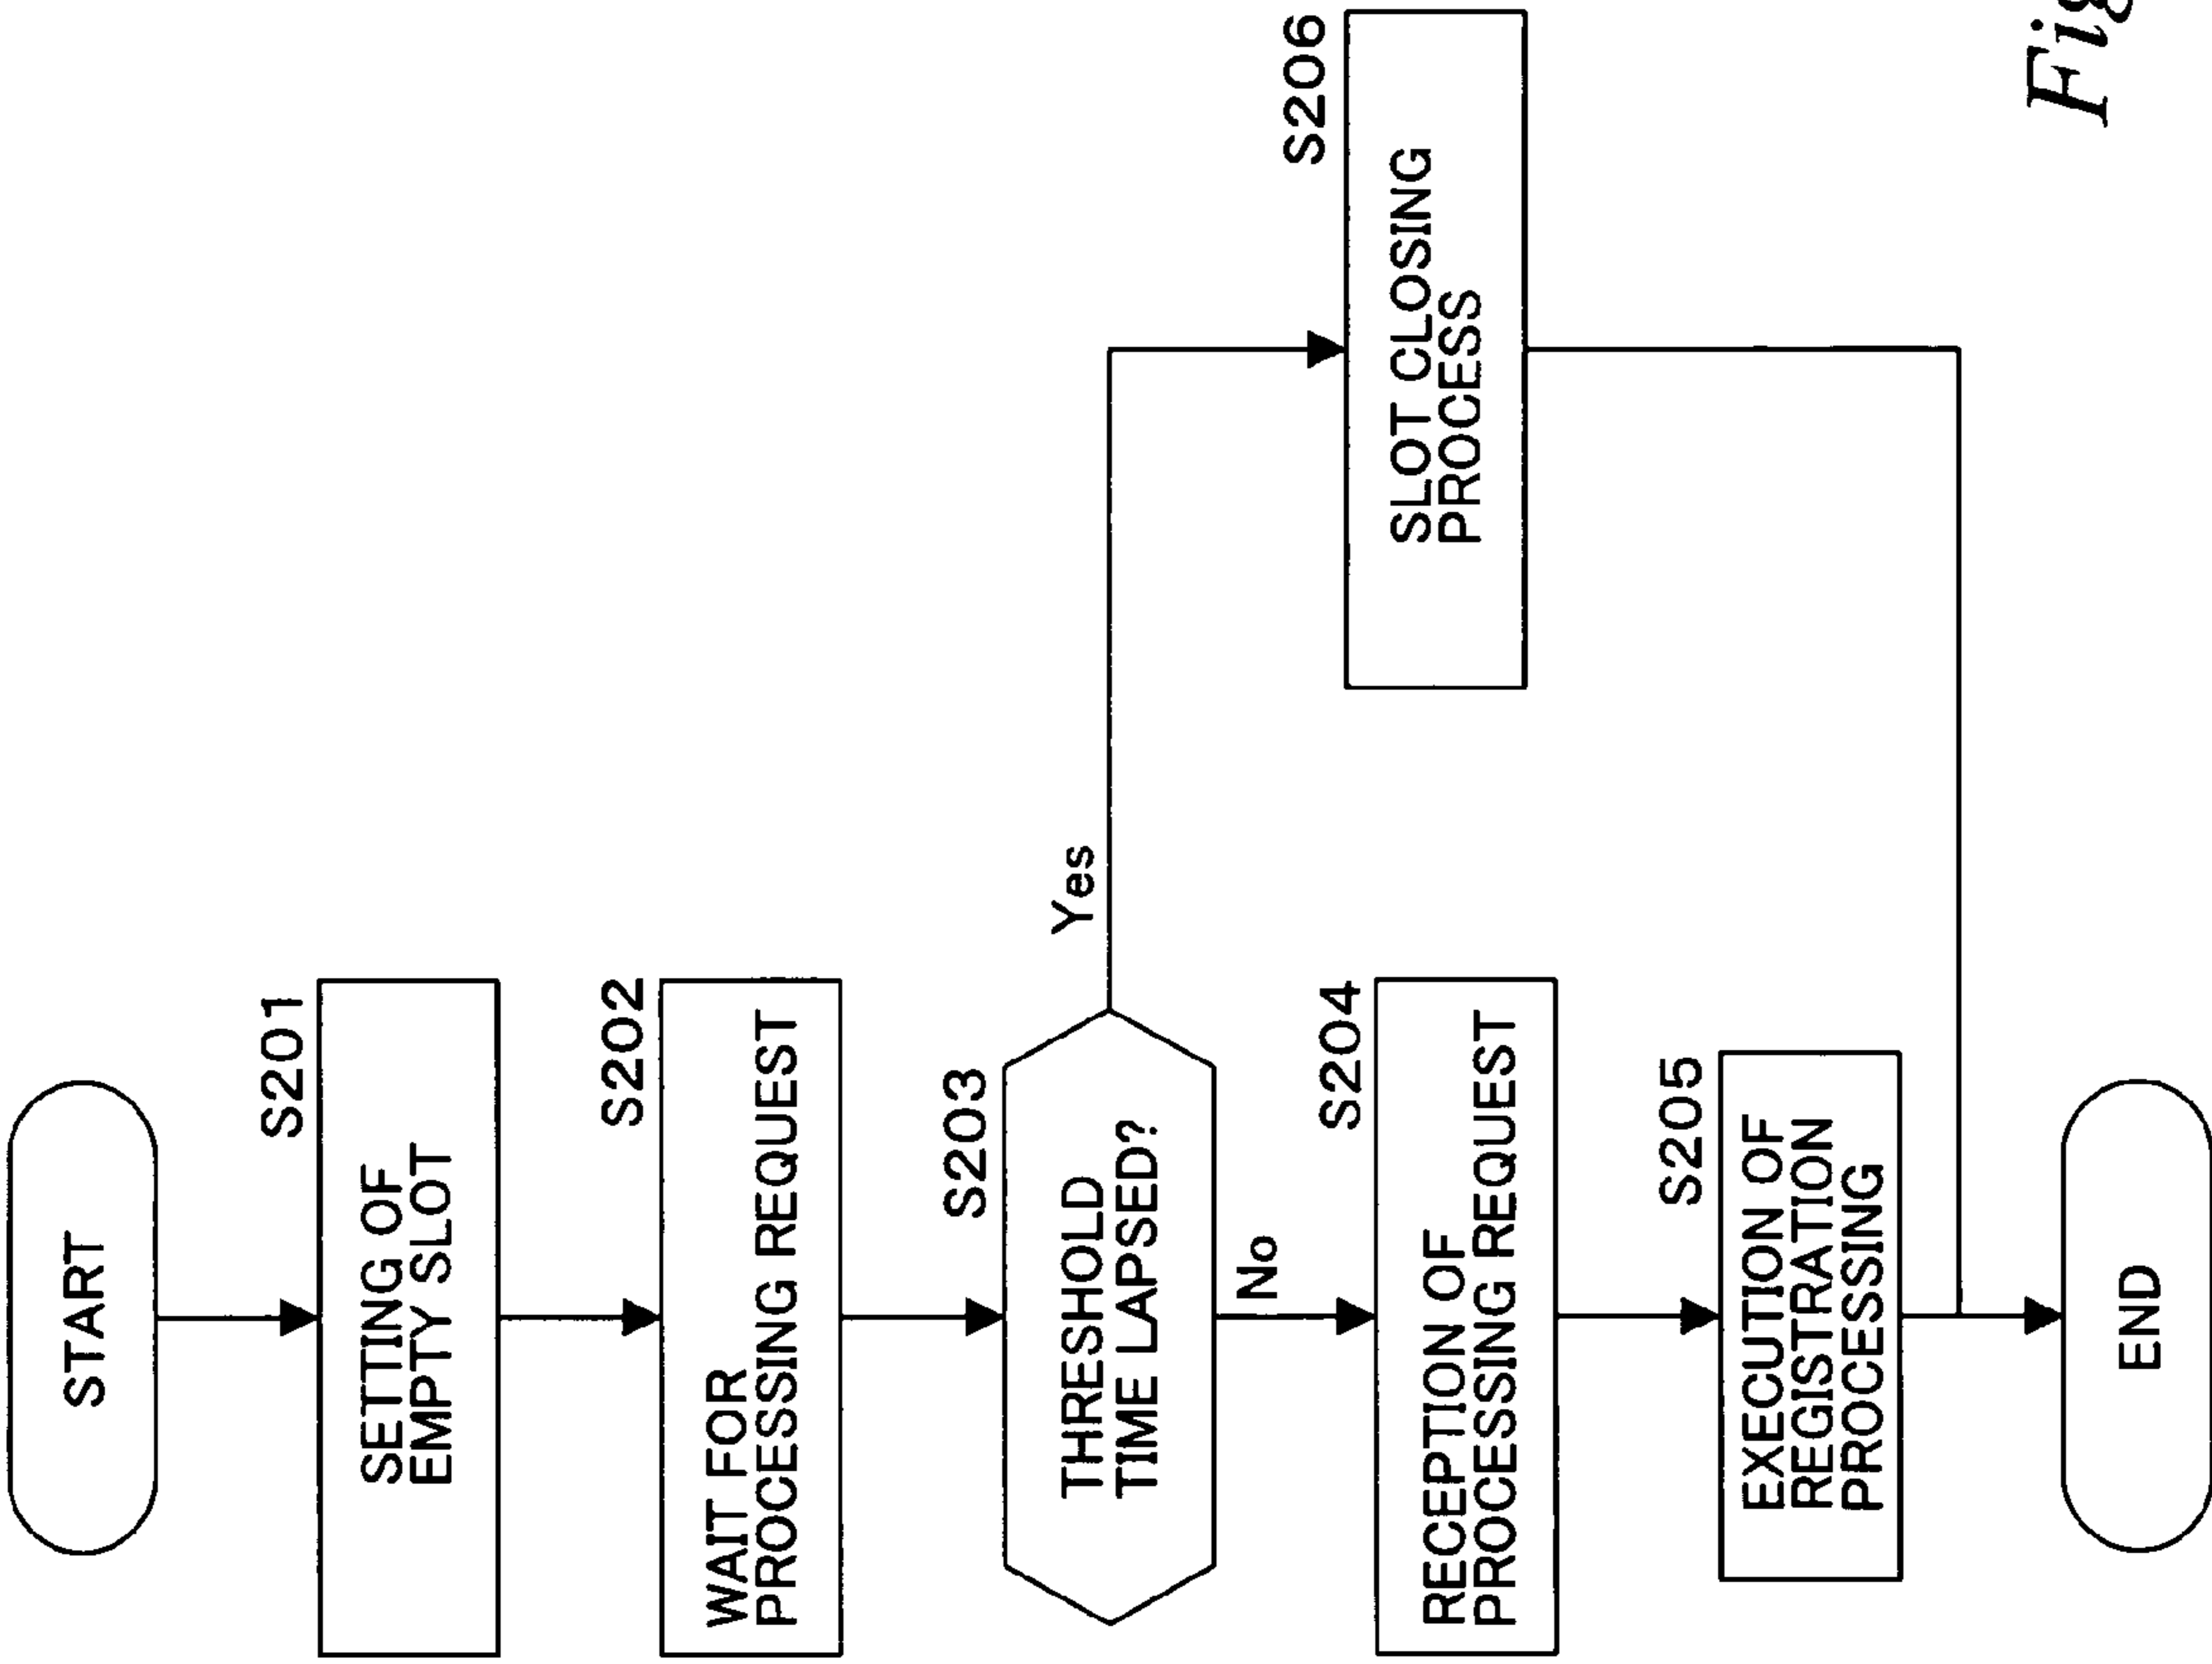 START
S201
SETTING OF
EMPTY SLOT
S202
WAIT FOR
PROCESSING REQUEST
S203
THRESHOLD
TIME LAPSED?
Yes
No
S204
RECEPTION OF
PROCESSING REQUEST
S205
EXECUTION OF
REGISTRATION
PROCESSING
S206
SLOT CLOSING
PROCESS
END